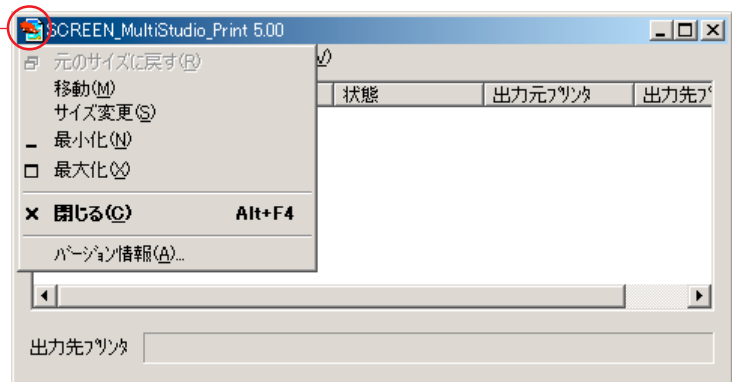 SCREEN_MultiStudio_Print 5.00
元のサイズに戻す(R)
移動(M)
サイズ変更(S)
最小化(N)
最大化(X)
閉じる(C) Alt+F4
バージョン情報(A)...
状態 出力元プリンタ 出力先プ
出力先プリンタ